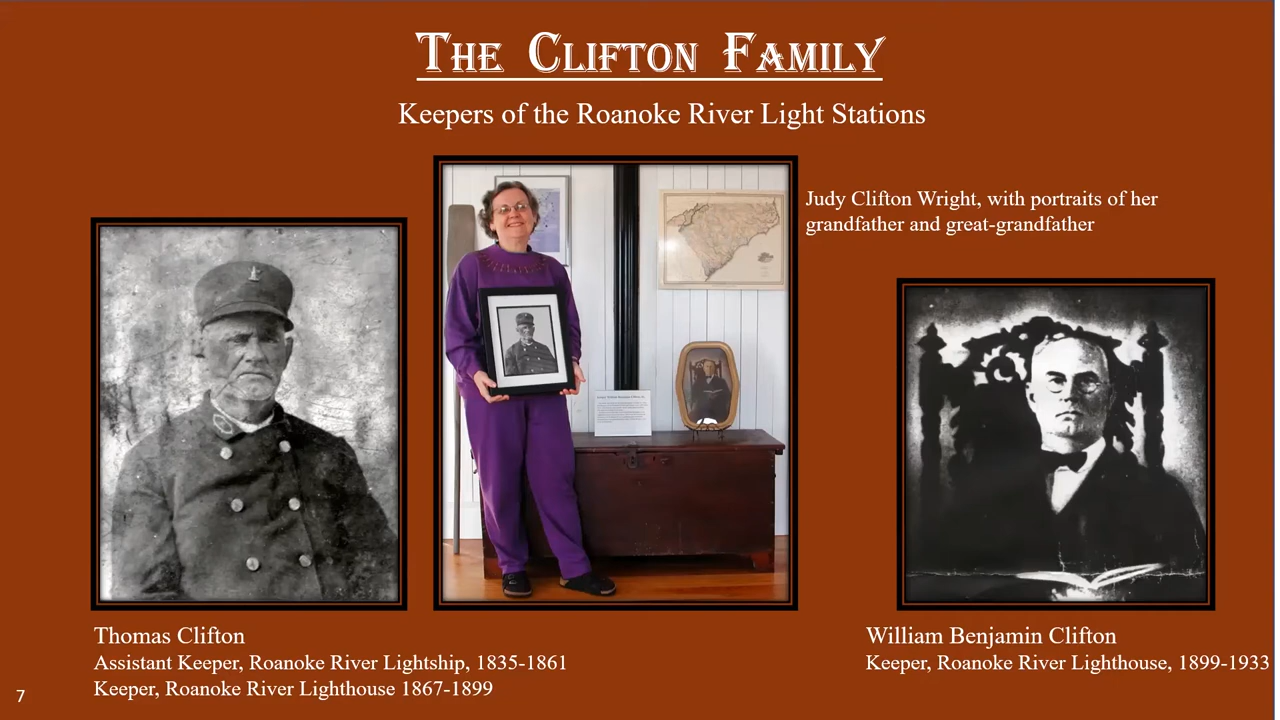 THE CLIFTON FAMILY
Keepers of the Roanoke River Light Stations
Judy Clifton Wright, with portraits of her
grandfather and great-grandfather
Thomas Clifton
Assistant Keeper, Roanoke River Lightship, 1835-1861
Keeper, Roanoke River Lighthouse 1867-1899
William Benjamin Clifton
Keeper, Roanoke River Lighthouse, 1899-1933
7